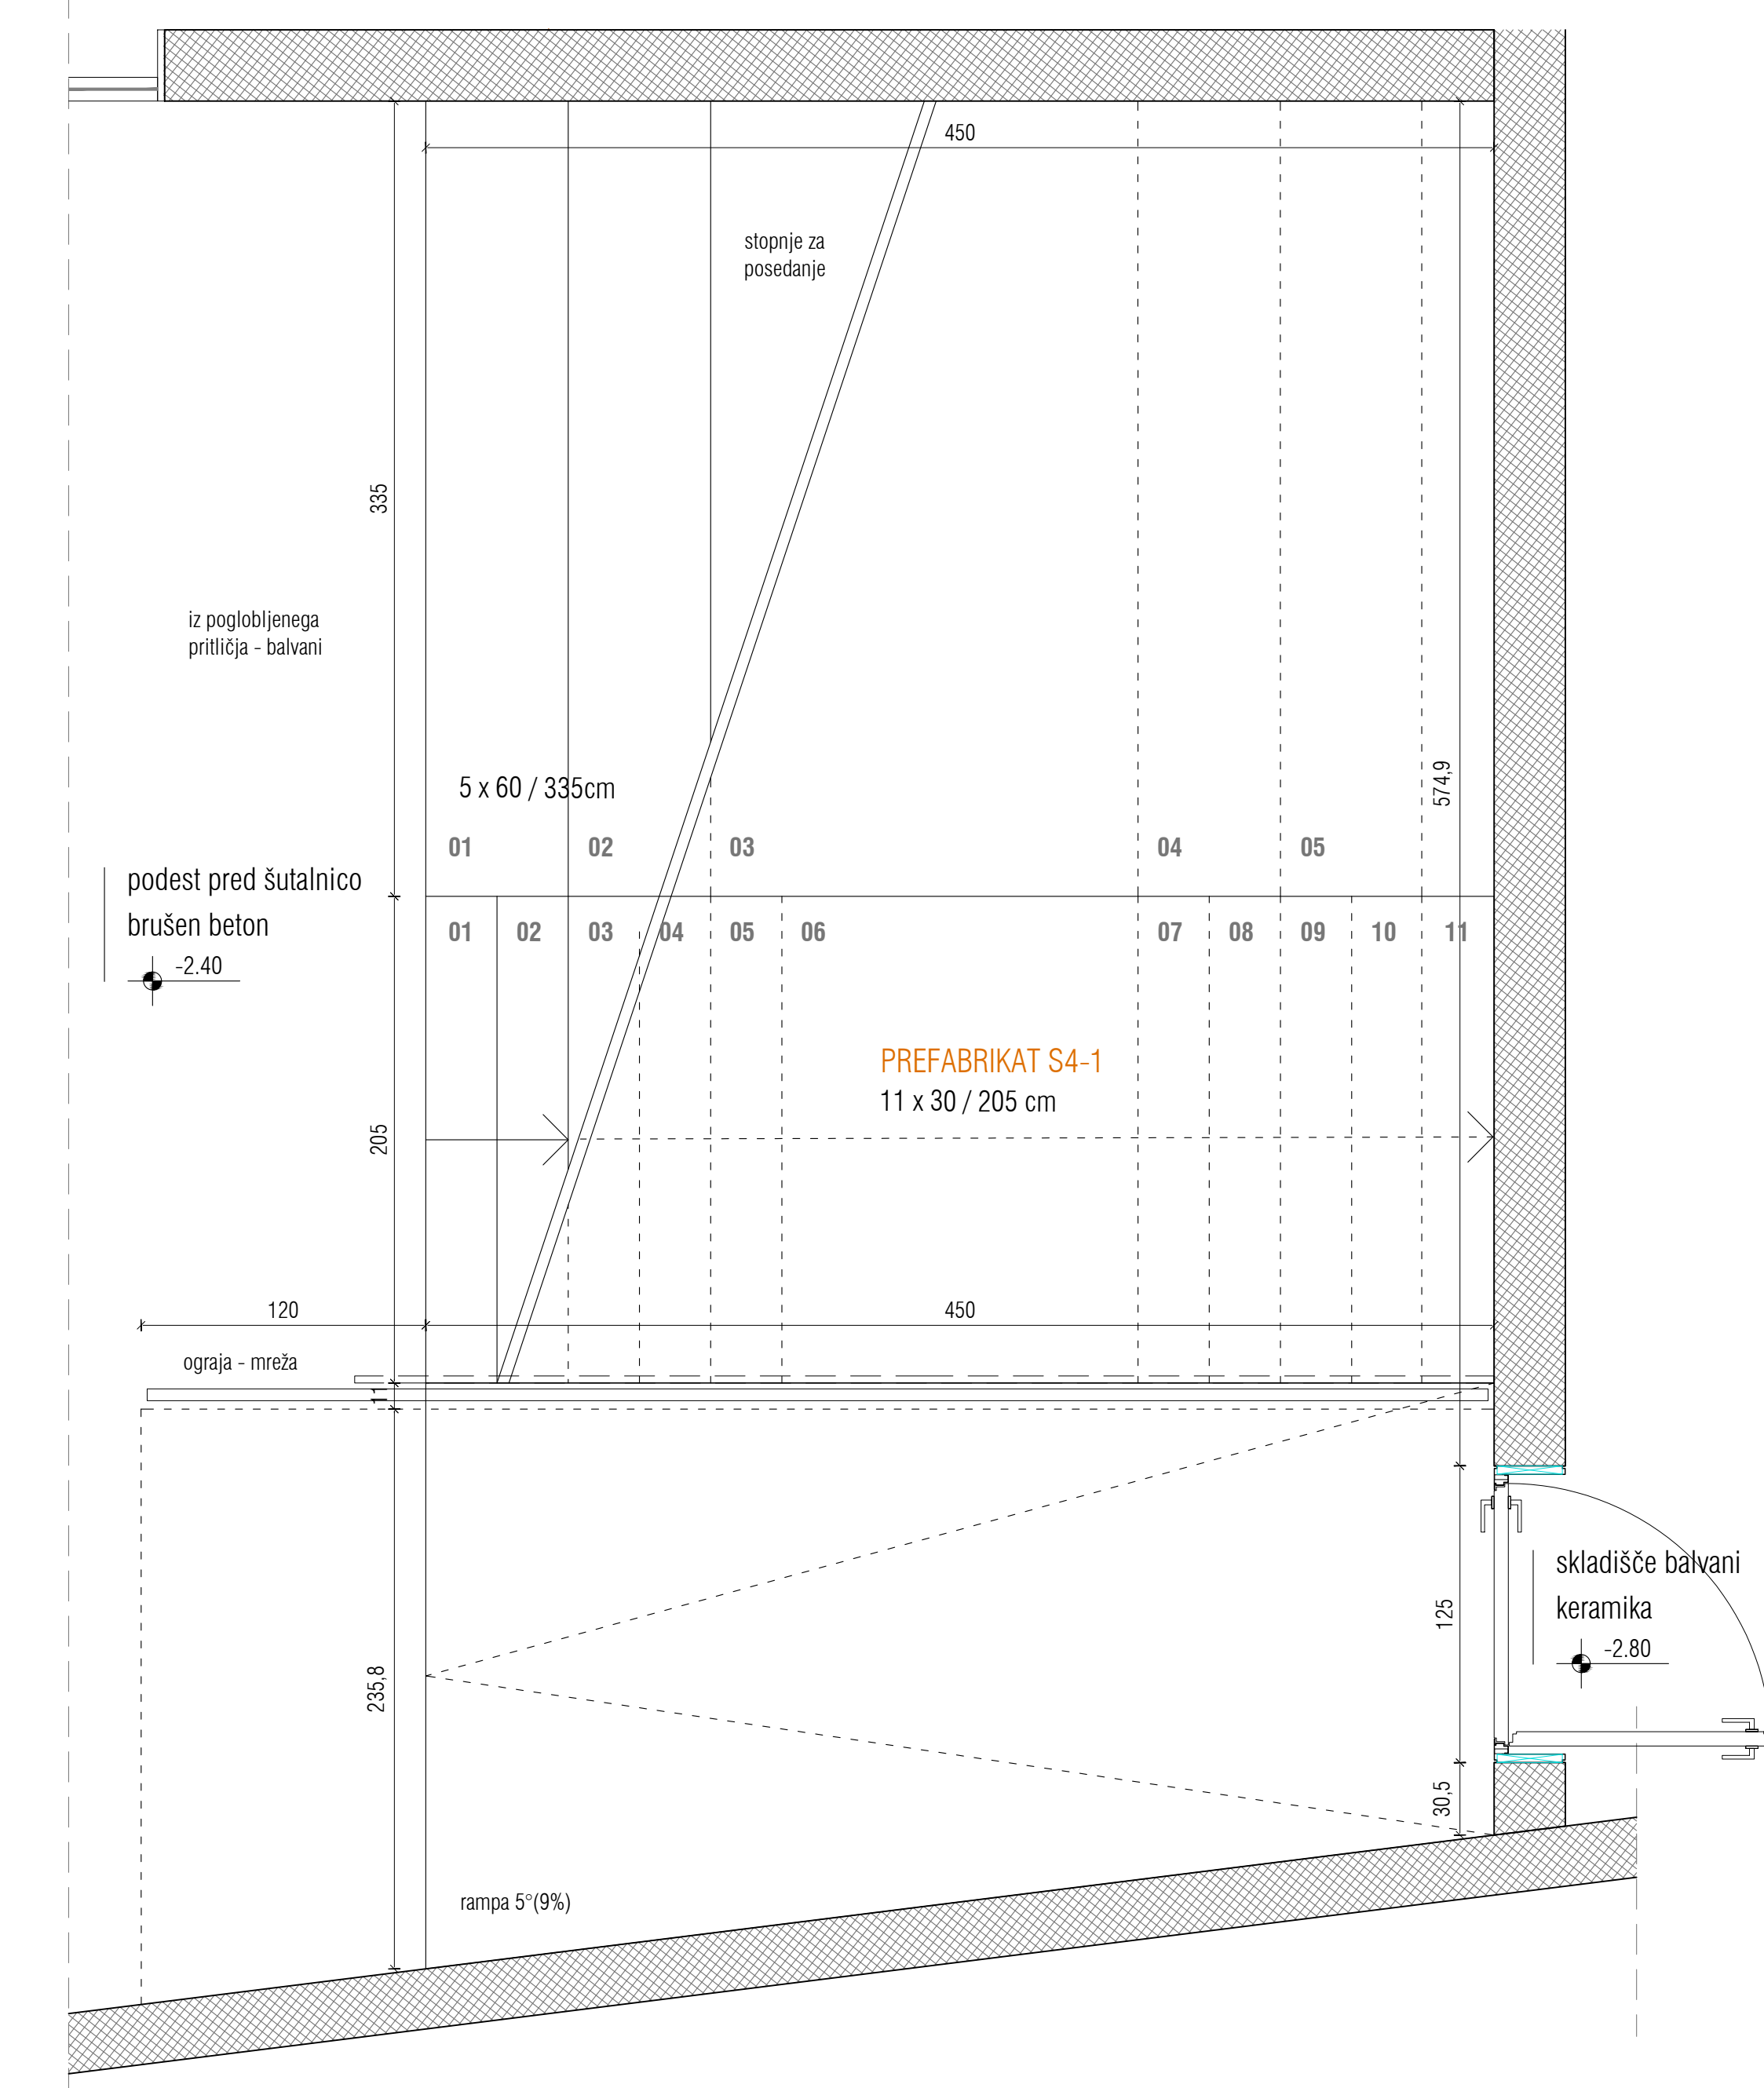 450
stopnje za
posedanje
335
iz poglobljenega
pritličja - balvani
574,9
5 x 60 / 335cm
01 02 03 04 05
podest pred šutalnico
brušen beton
-2.40
01 02 03 04 05 06 07 08 09 10 11
PREFABRIKAT S4-1
11 x 30 / 205 cm
205
120
450
ograja - mreža
11
skladišče balvani
keramika
-2.80
125
235,8
30,5
rampa 5°(9%)